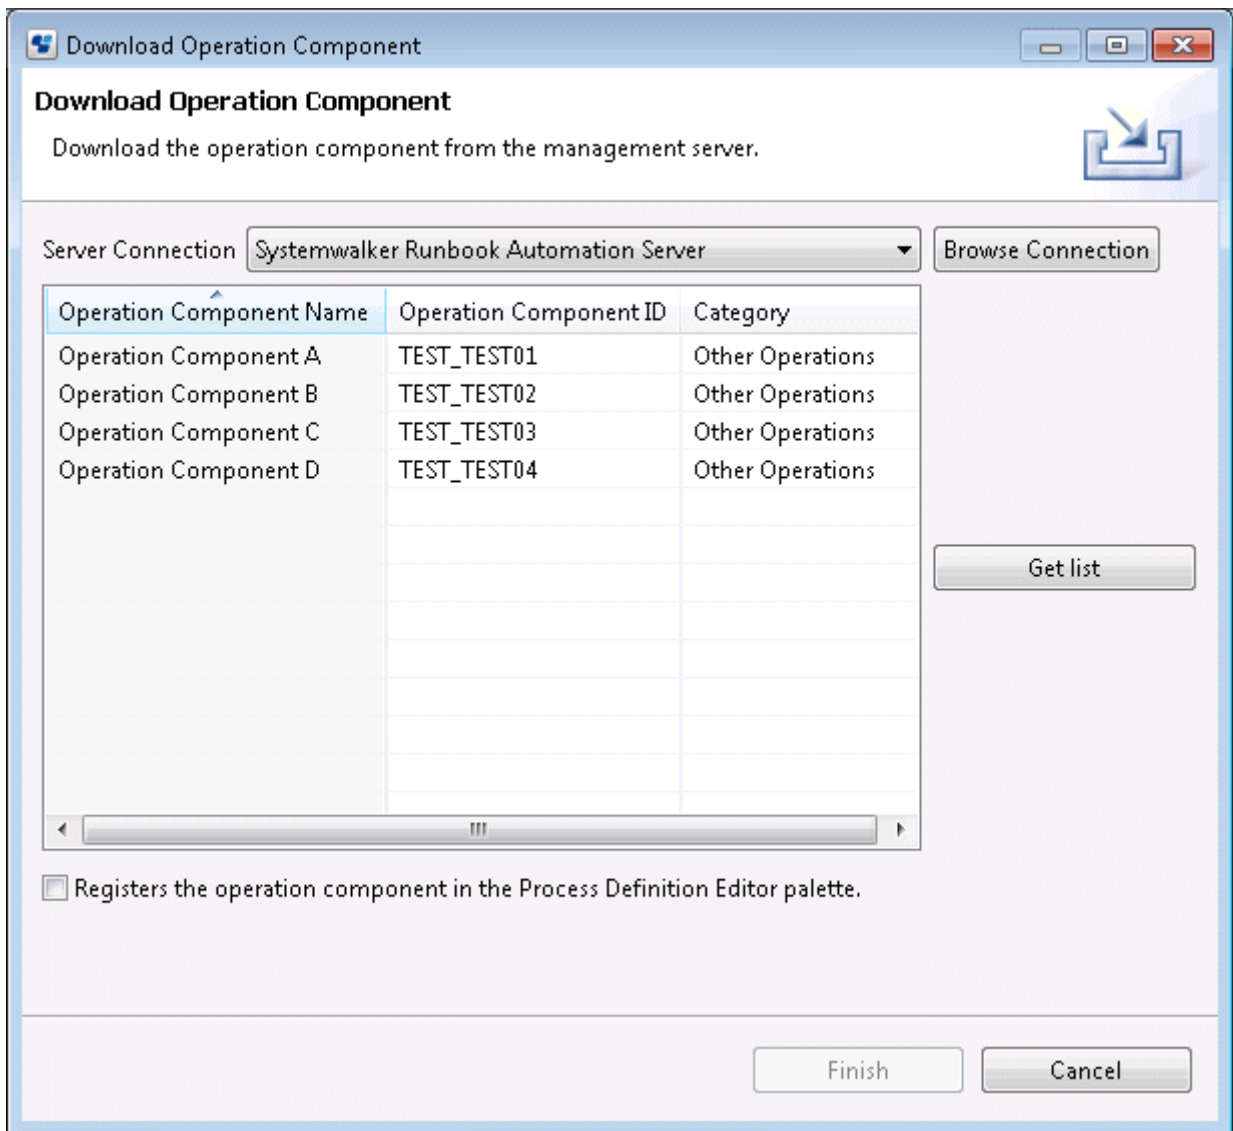 Download Operation Component
Download Operation Component
Download the operation component from the management server.
Server Connection Systemwalker Runbook Automation Server Browse Connection
Operation Component Name Operation Component ID Category
Operation Component A TEST_TEST01 Other Operations
Operation Component B TEST_TEST02 Other Operations
Operation Component C TEST_TEST03 Other Operations
Operation Component D TEST_TEST04 Other Operations
Get list
Registers the operation component in the Process Definition Editor palette.
Finish Cancel